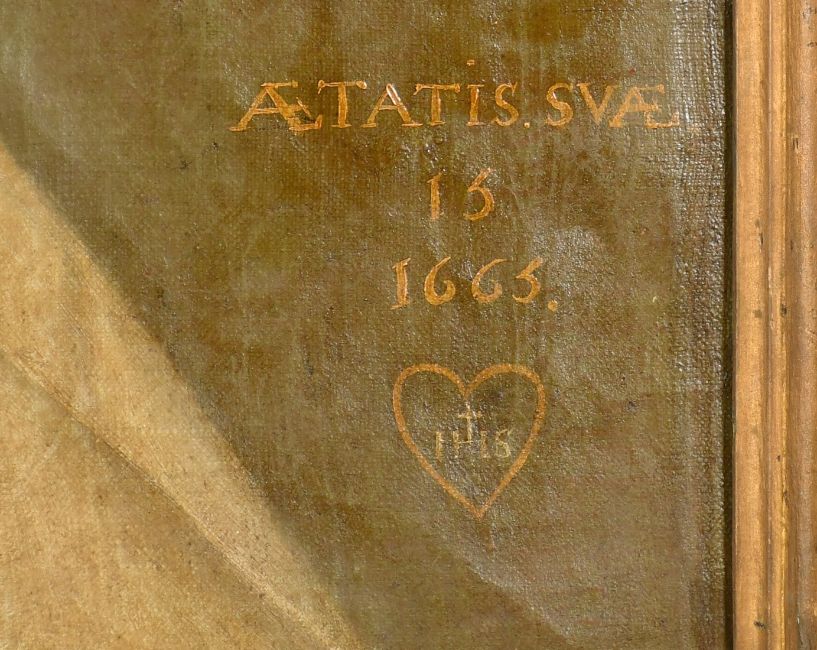 ÆTATIS. SVÆ
15
1665.
IHS